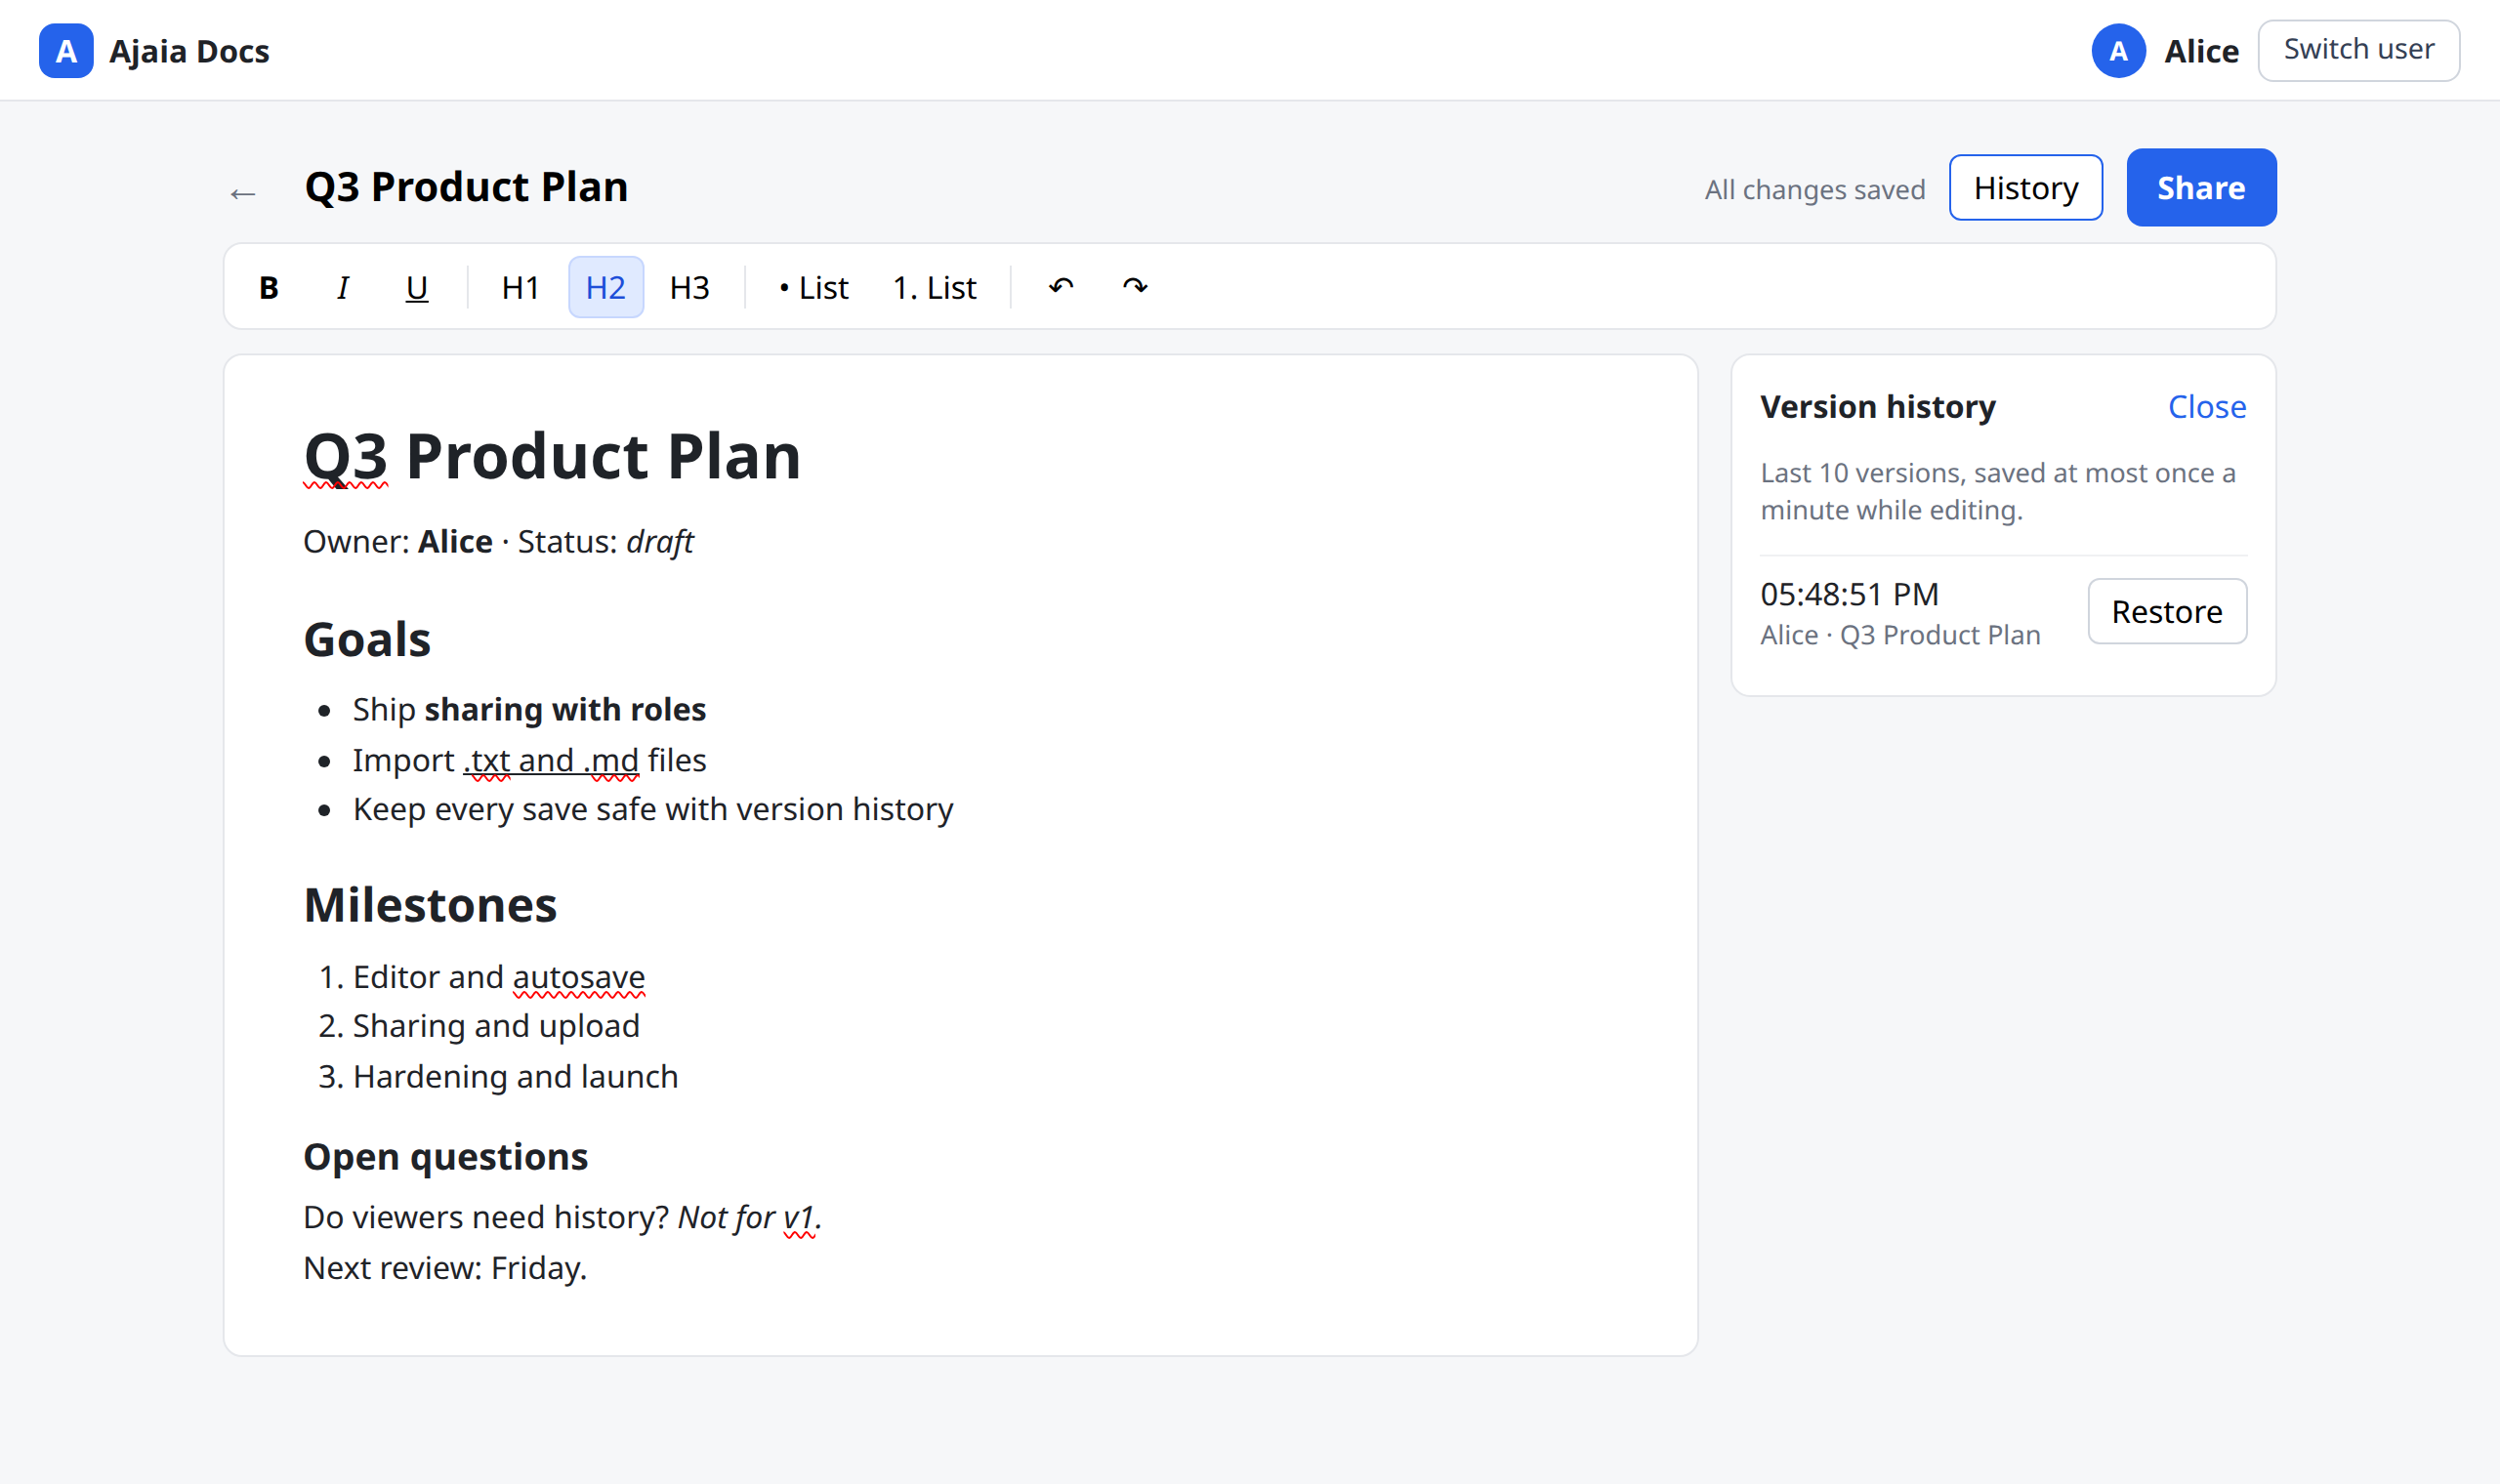 A Ajaia Docs
A Alice Switch user
← Q3 Product Plan
All changes saved History Share
B I U H1 H2 H3 • List 1. List ↶ ↷
Q3 Product Plan
Owner: Alice · Status: draft
Goals
• Ship sharing with roles
• Import .txt and .md files
• Keep every save safe with version history
Milestones
1. Editor and autosave
2. Sharing and upload
3. Hardening and launch
Open questions
Do viewers need history? Not for v1.
Next review: Friday.
Version history Close
Last 10 versions, saved at most once a
minute while editing.
05:48:51 PM
Alice · Q3 Product Plan
Restore